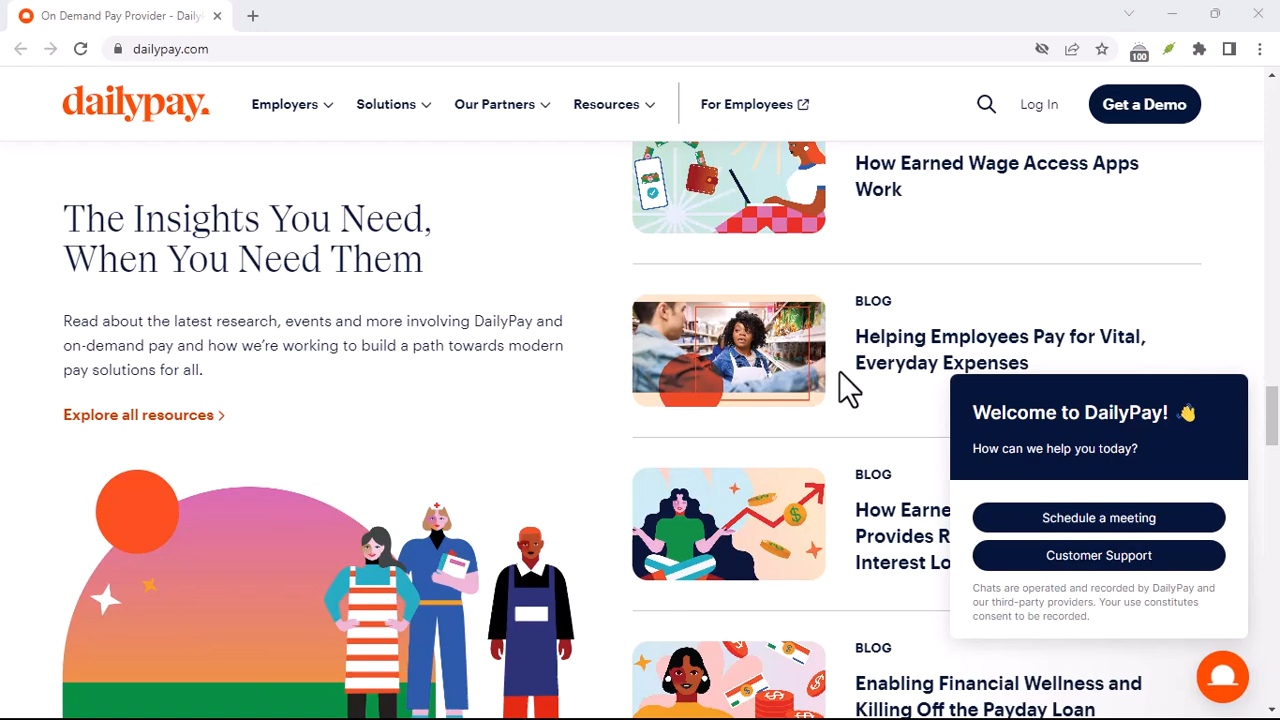 On Demand Pay Provider - Daily
dailypay.com
100
dailypay.
Employers
Solutions
Our Partners
Resources
For Employees
Log In
Get a Demo
The Insights You Need,
When You Need Them
Read about the latest research, events and more involving DailyPay and
on-demand pay and how we’re working to build a path towards modern
pay solutions for all.
Explore all resources
How Earned Wage Access Apps
Work
BLOG
Helping Employees Pay for Vital,
Everyday Expenses
BLOG
How Earne
Provides R
Interest Lo
BLOG
Enabling Financial Wellness and
Killing Off the Payday Loan
Welcome to DailyPay! 👋
How can we help you today?
Schedule a meeting
Customer Support
Chats are operated and recorded by DailyPay and
our third-party providers. Your use constitutes
consent to be recorded.